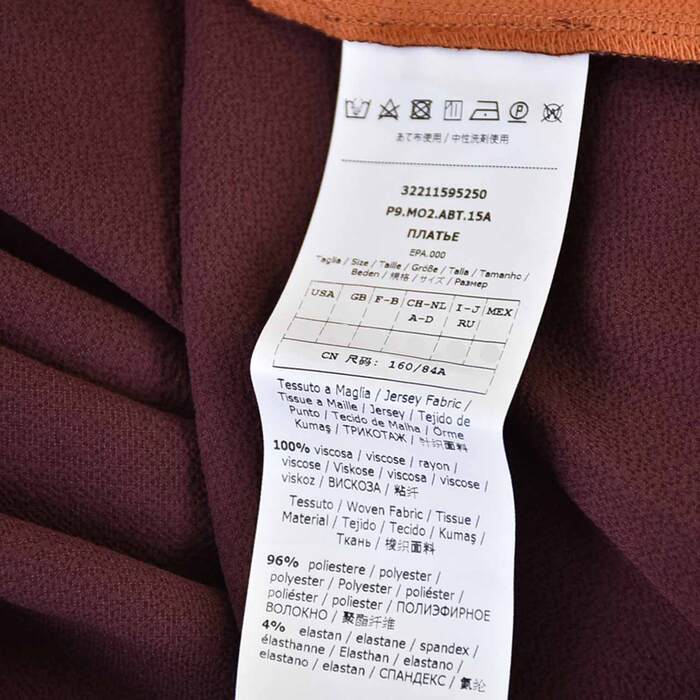 あて布使用 / 中性洗剤使用
32211595250
P9.MO2.ABT.15A
ПЛАТЬЕ
EPA.000
Taglia / Size / Taille / Größe / Talla / Tamanho /
Beden / 規格 / サイズ / Размер
USA GB F-B CH-NL I-J MEX
A-D RU
CN 尺码: 160/84A
Tessuto a Maglia / Jersey Fabric /
Tissue a Maille / Jersey / Tejido de
Punto / Tecido de Malha / Örme
Kumaş / ТРИКОТАЖ / 针织面料
100% viscosa / viscose / rayon /
viscose / Viskose / viscosa / viscose /
viskoz / ВИСКОЗА / 粘纤
Tessuto / Woven Fabric / Tissue /
Material / Tejido / Tecido / Kumaş /
Ткань / 梭织面料
96% poliestere / polyester /
polyester / Polyester / poliéster /
poliéster / polyester / ПОЛИЭФИРНОЕ
ВОЛОКНО / 聚酯纤维
4% elastan / elastane / spandex /
élasthanne / Elasthan / elastano /
elastano / elastan / СПАНДЕКС / 氨纶